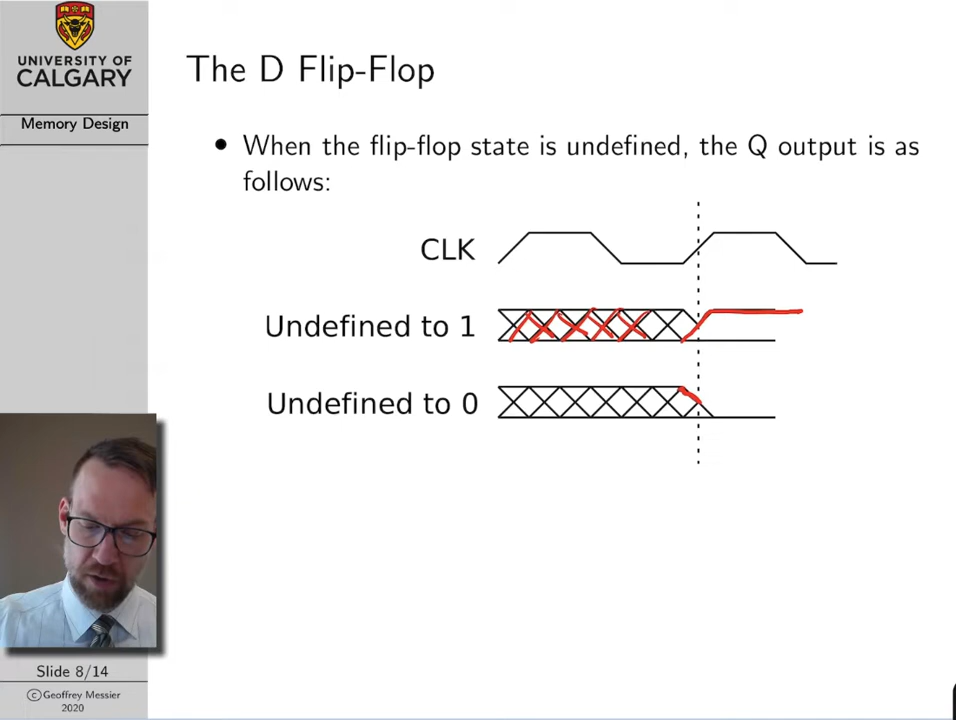 UNIVERSITY OF
CALGARY
Memory Design
The D Flip-Flop
• When the flip-flop state is undefined, the Q output is as
follows:
CLK
Undefined to 1
Undefined to 0
Slide 8/14
©Geoffrey Messier
2020